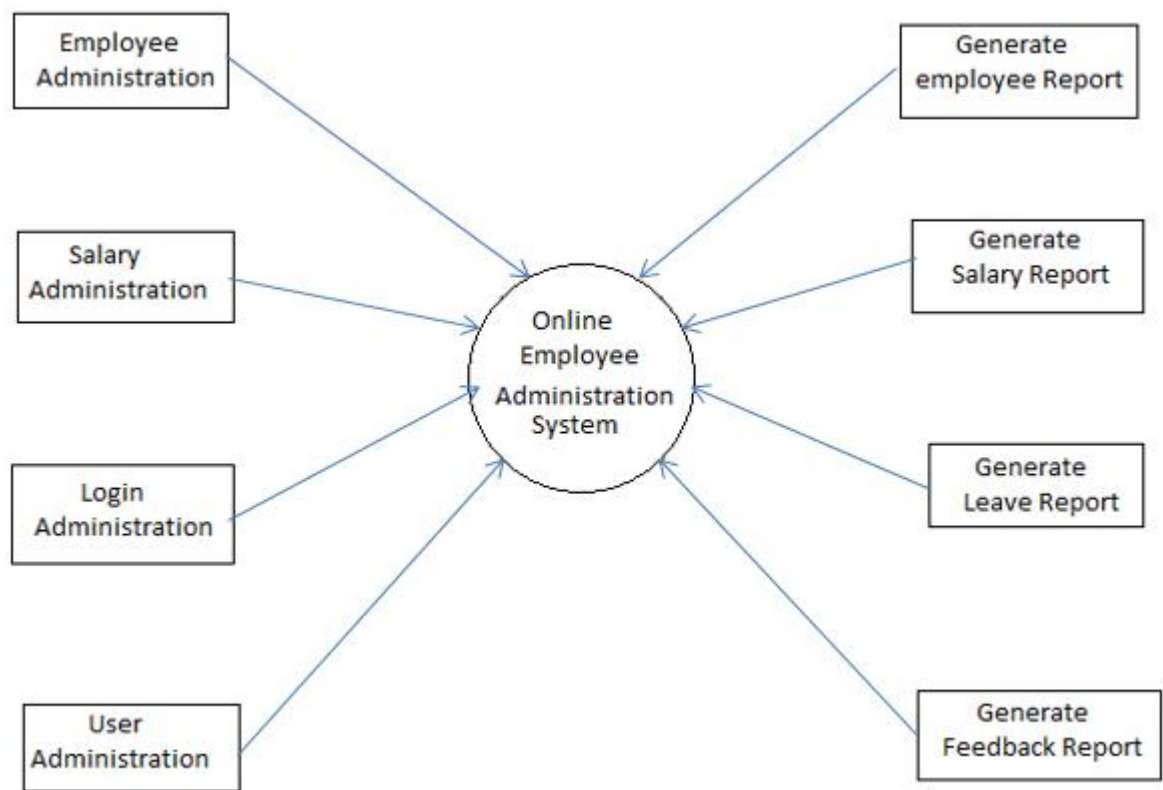 Employee
Administration
Salary
Administration
Login
Administration
User
Administration
Online
Employee
Administration
System
Generate
employee Report
Generate
Salary Report
Generate
Leave Report
Generate
Feedback Report